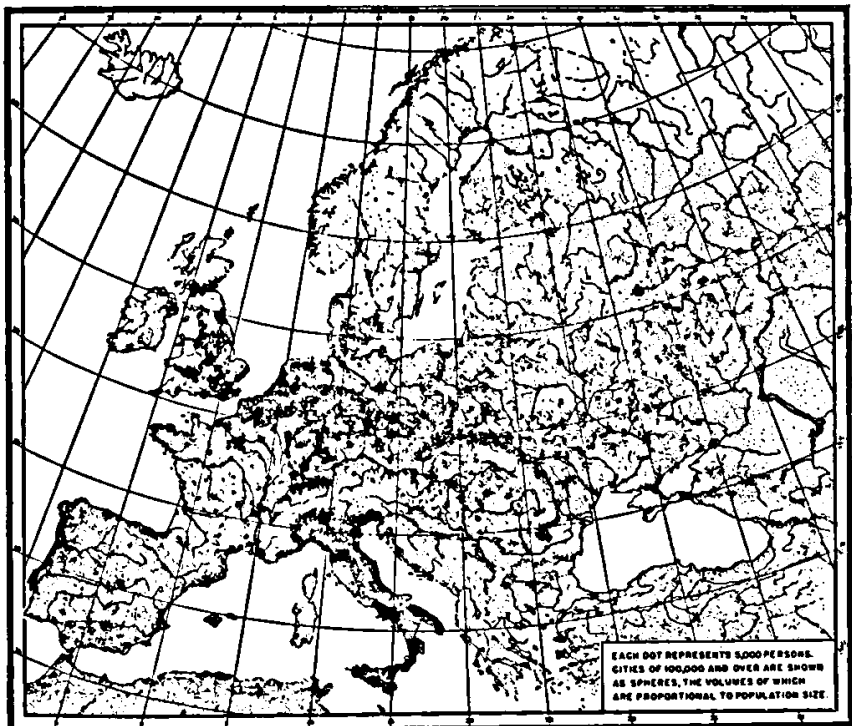 EACH DOT REPRESENTS 5,000 PERSONS.
CITIES OF 100,000 AND OVER ARE SHOWN
AS SPHERES, THE VOLUMES OF WHICH
ARE PROPORTIONAL TO POPULATION SIZE.